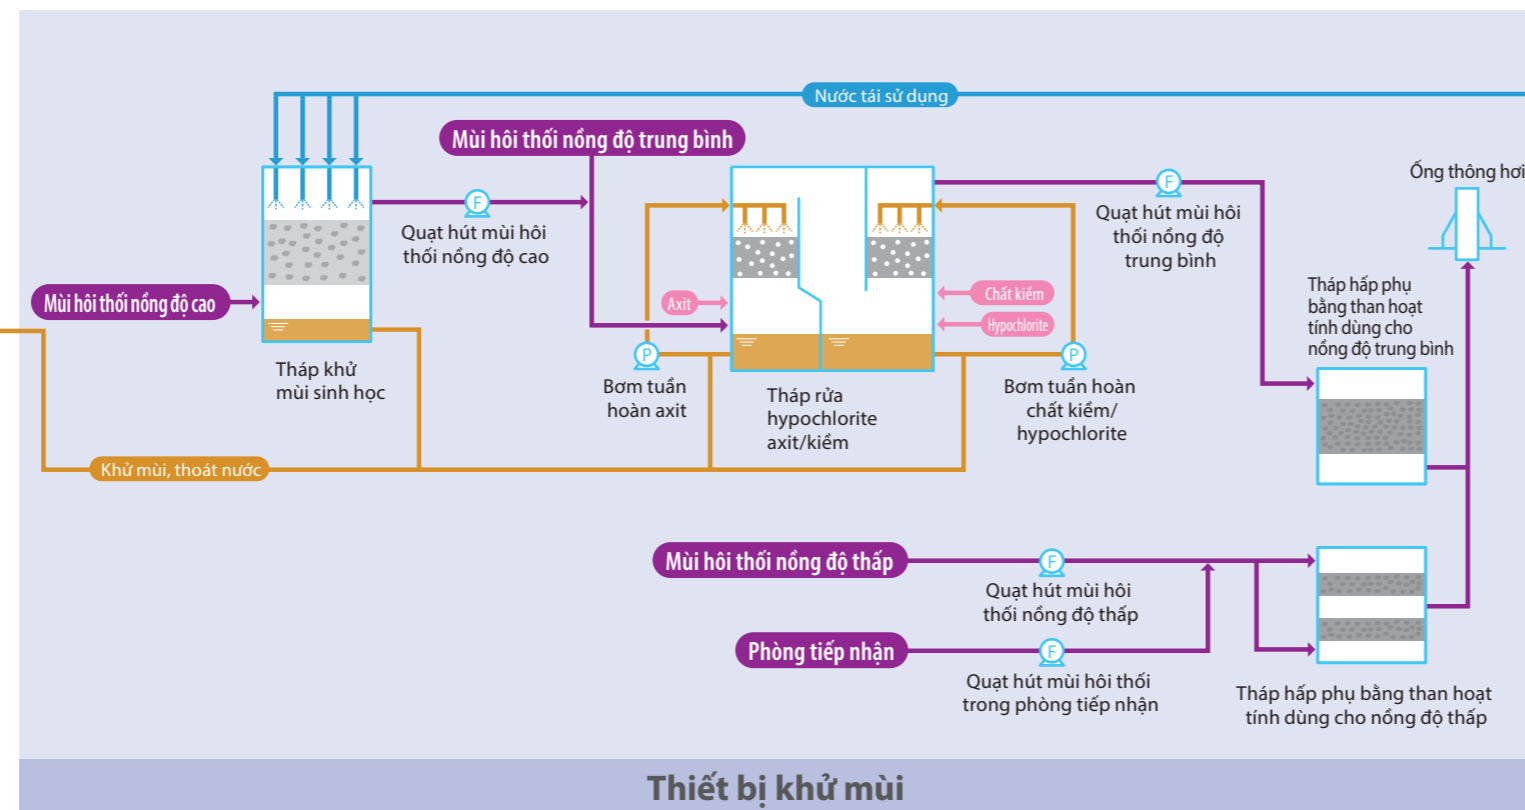 Nước tái sử dụng
Mùi hôi thối nồng độ trung bình
Ống thông hơi
F
F
Quạt hút mùi hôi
thối nồng độ cao
Quạt hút mùi hôi
thối nồng độ
trung bình
Mùi hôi thối nồng độ cao
Axit
Chất kiềm
Hypochlorite
Tháp hấp phụ
bằng than hoạt
tính dùng cho
nồng độ trung bình
P
P
Tháp khử
mùi sinh học
Bơm tuần
hoàn axit
Tháp rửa
hypochlorite
axit/kiềm
Bơm tuần hoàn
chất kiềm/
hypochlorite
Khử mùi, thoát nước
Mùi hôi thối nồng độ thấp
F
Quạt hút mùi hôi
thối nồng độ thấp
Phòng tiếp nhận
F
Quạt hút mùi hôi thối
trong phòng tiếp nhận
Tháp hấp phụ bằng than hoạt
tính dùng cho nồng độ thấp
Thiết bị khử mùi